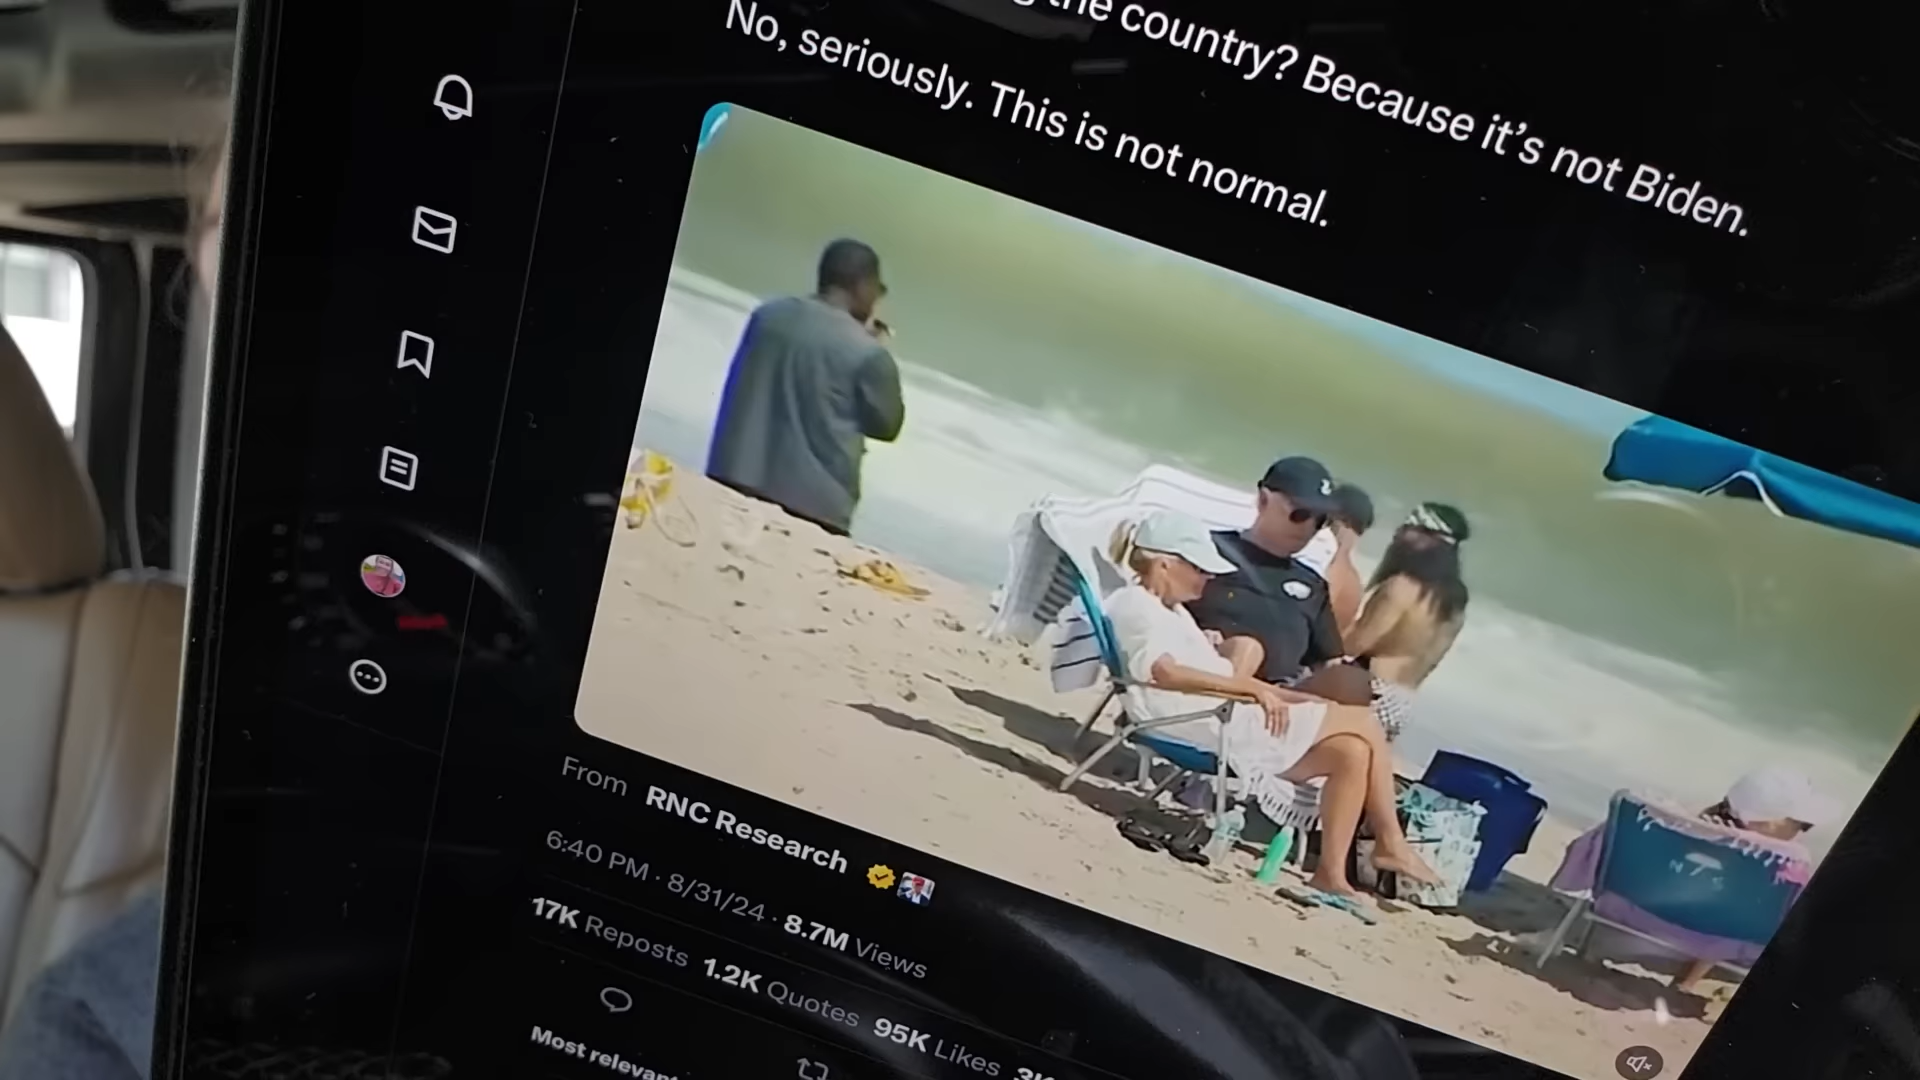 the country? Because it's not Biden.
No, seriously. This is not normal.
From RNC Research
6:40 PM · 8/31/24 · 8.7M Views
17K Reposts 1.2K Quotes 95K Likes
Most relevant